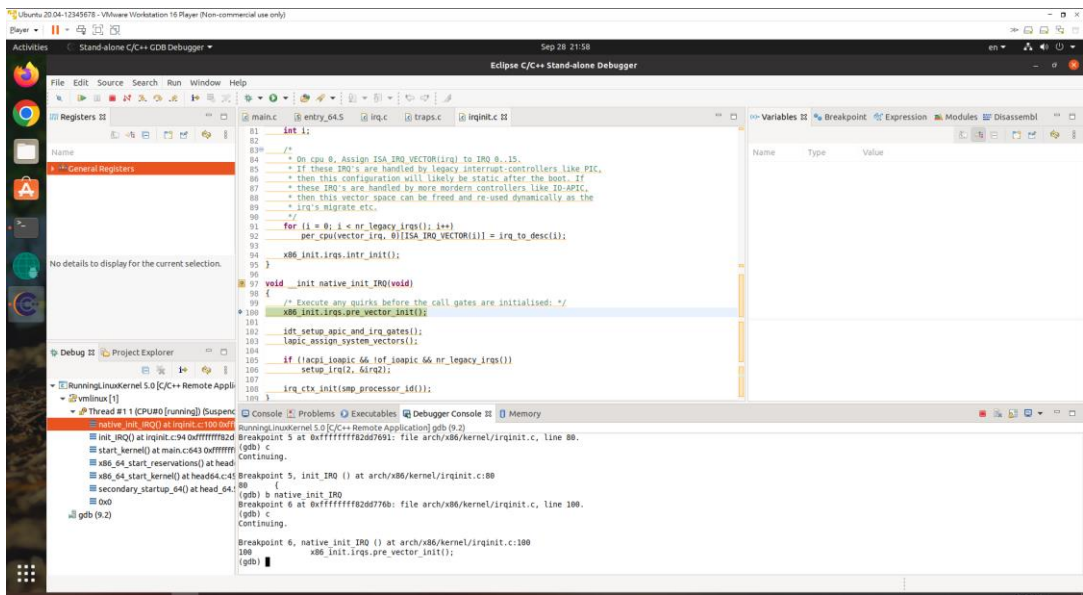 Ubuntu 20.04-12345678 - VMware Workstation 16 Player (Non-commercial use only)
Player
Activities Stand-alone C/C++ GDB Debugger Sep 28 21:58 en
Eclipse C/C++ Stand-alone Debugger
File Edit Source Search Run Window Help
Registers
Name
General Registers
No details to display for the current selection.
main.c entry_64.S irq.c traps.c irqinit.c
81 int i;
82
83 /*
84 * On cpu 0, Assign ISA_IRQ_VECTOR(irq) to IRQ 0..15.
85 * If these IRQ's are handled by legacy interrupt-controllers like PIC,
86 * then this configuration will likely be static after the boot. If
87 * these IRQ's are handled by more mordern controllers like IO-APIC,
88 * then this vector space can be freed and re-used dynamically as the
89 * irq's migrate etc.
90 */
91 for (i = 0; i < nr_legacy_irqs(); i++)
92 per_cpu(vector_irq, 0)[ISA_IRQ_VECTOR(i)] = irq_to_desc(i);
93
94 x86_init.irqs.intr_init();
95 }
96
97 void __init native_init_IRQ(void)
98 {
99 /* Execute any quirks before the call gates are initialised: */
100 x86_init.irqs.pre_vector_init();
101
102 idt_setup_apic_and_irq_gates();
103 lapic_assign_system_vectors();
104
105 if (!acpi_ioapic && !of_ioapic && nr_legacy_irqs())
106 setup_irq(2, &irq2);
107
108 irq_ctx_init(smp_processor_id());
109 }
Variables Breakpoint Expression Modules Disassembl
Name Type Value
Debug Project Explorer
RunningLinuxKernel 5.0 [C/C++ Remote Appli
vmlinux [1]
Thread #1 1 (CPU#0 [running]) (Suspend
native_init_IRQ() at irqinit.c:100 0xfff
init_IRQ() at irqinit.c:94 0xffffffff82d
start_kernel() at main.c:643 0xfffffff
x86_64_start_reservations() at head
x86_64_start_kernel() at head64.c:45
secondary_startup_64() at head_64.S
0x0
gdb (9.2)
Console Problems Executables Debugger Console Memory
RunningLinuxKernel 5.0 [C/C++ Remote Application] gdb (9.2)
Breakpoint 5 at 0xffffffff82dd7691: file arch/x86/kernel/irqinit.c, line 80.
(gdb) c
Continuing.
Breakpoint 5, init_IRQ () at arch/x86/kernel/irqinit.c:80
80 {
(gdb) b native_init_IRQ
Breakpoint 6 at 0xffffffff82dd776b: file arch/x86/kernel/irqinit.c, line 100.
(gdb) c
Continuing.
Breakpoint 6, native_init_IRQ () at arch/x86/kernel/irqinit.c:100
100 x86_init.irqs.pre_vector_init();
(gdb)